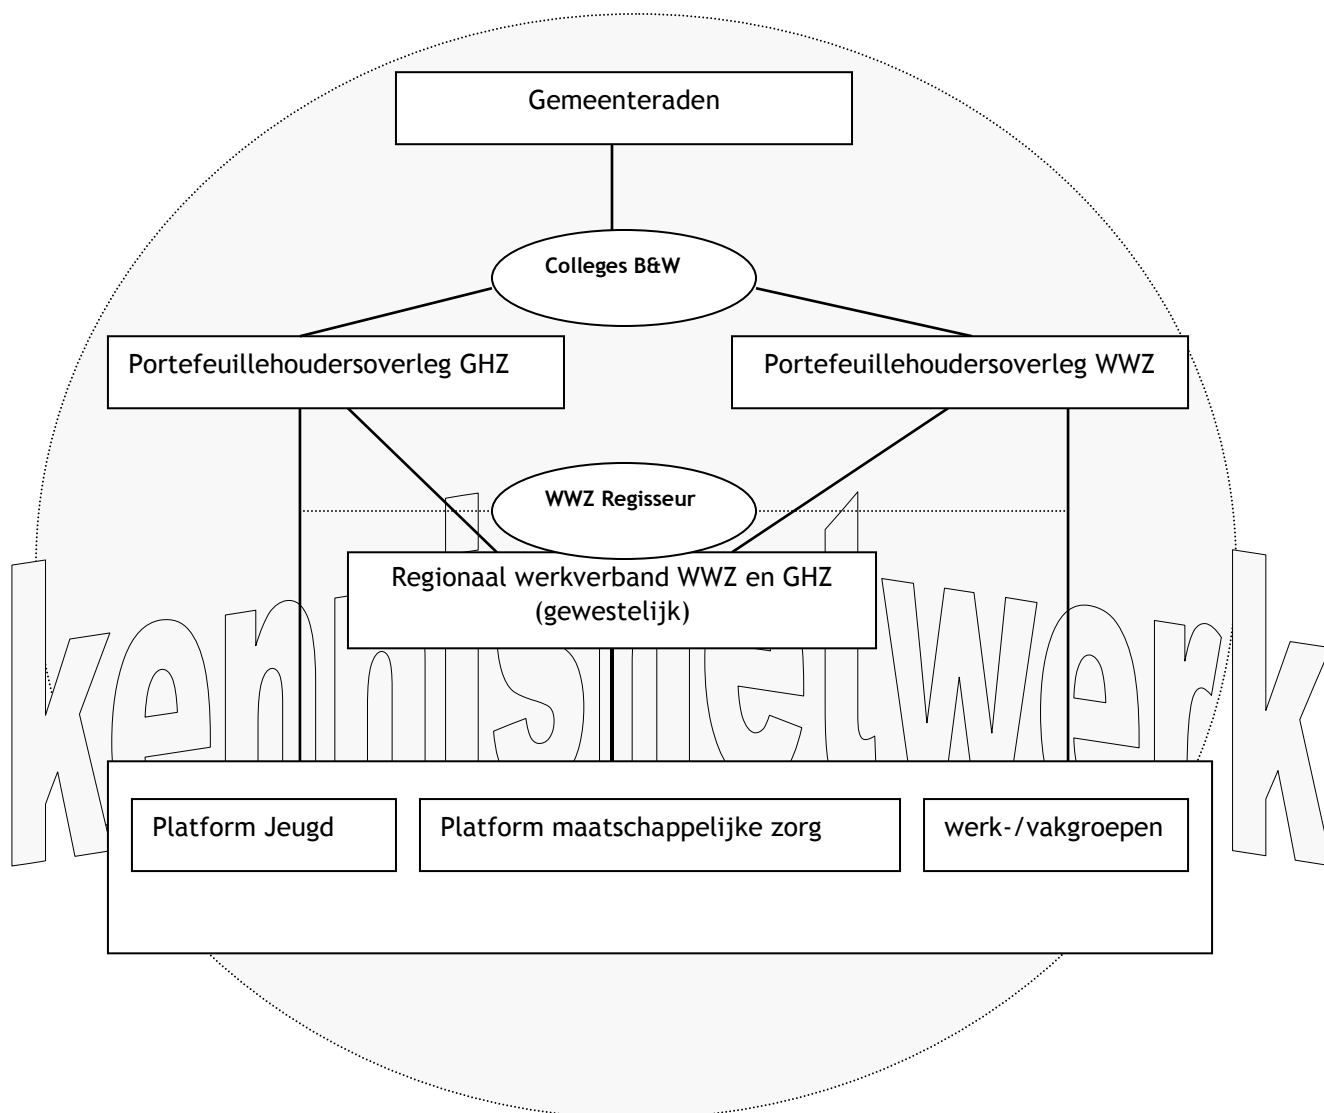 Gemeenteraden
Colleges B&W
Portefeuillehoudersoverleg GHZ
Portefeuillehoudersoverleg WWZ
WWZ Regisseur
Regionaal werkverband WWZ en GHZ
(gewestelijk)
kennisnetwerk
Platform Jeugd
Platform maatschappelijke zorg
werk-/vakgroepen